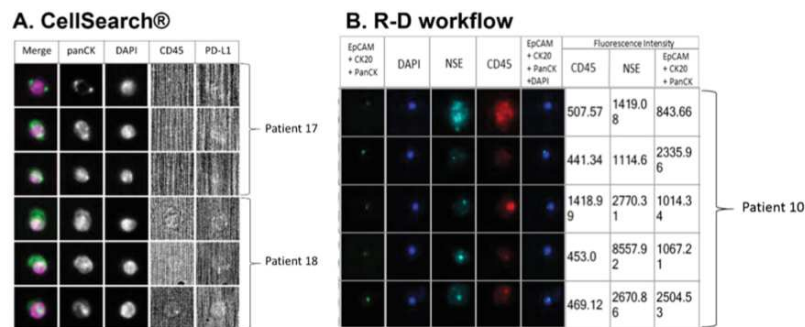 A. CellSearch®
Merge panCK DAPI CD45 PD-L1
Patient 17
Patient 18
B. R-D workflow
EpCAM
+ CK20
+ PanCK
DAPI
NSE
CD45
EpCAM
+ CK20
+ PanCK
+DAPI
Fluorescence Intensity
CD45
NSE
EpCAM
+ CK20
+ PanCK
507.57
1419.0
8
843.66
441.34
1114.6
2335.9
6
1418.9
9
2770.3
1
1014.3
4
453.0
8557.9
2
1067.2
1
469.12
2670.8
6
2504.5
3
Patient 10